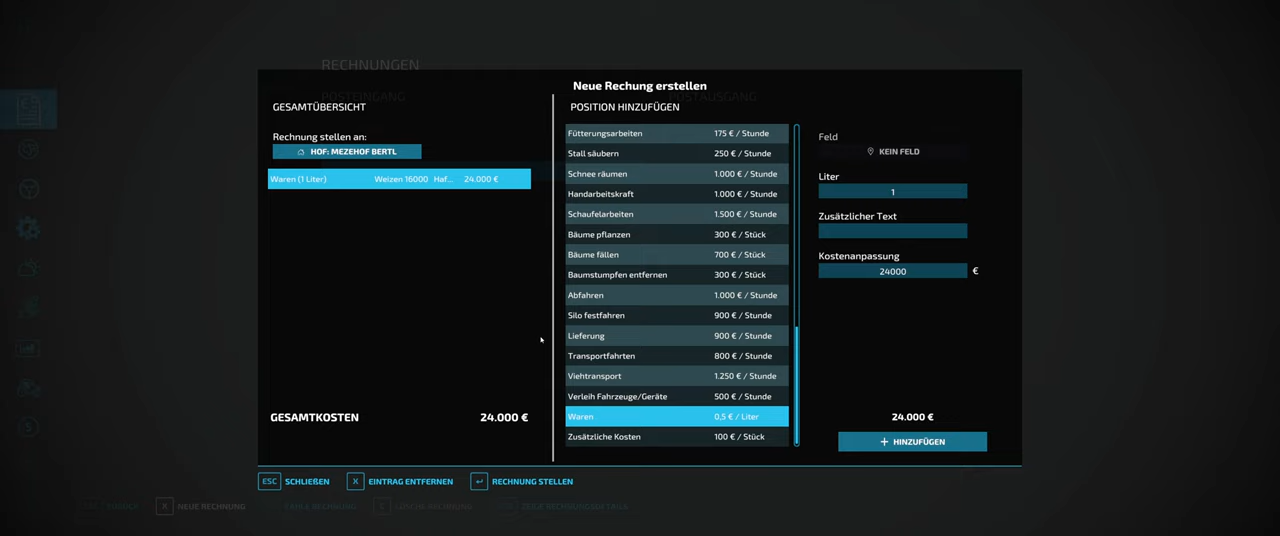 RECHNUNGEN
Neue Rechung erstellen
GESAMTÜBERSICHT
Rechnung stellen an:
HOF: MEZEHOF BERTL
Waren (1 Liter) Weizen 16000 Haf... 24.000 €
GESAMTKOSTEN 24.000 €
POSITION HINZUFÜGEN
Fütterungsarbeiten 175 € / Stunde
Stall säubern 250 € / Stunde
Schnee räumen 1.000 € / Stunde
Handarbeitskraft 1.000 € / Stunde
Schaufelarbeiten 1.500 € / Stunde
Bäume pflanzen 300 € / Stück
Bäume fällen 700 € / Stück
Baumstumpfen entfernen 300 € / Stück
Abfahren 1.000 € / Stunde
Silo festfahren 900 € / Stunde
Lieferung 900 € / Stunde
Transportfahrten 800 € / Stunde
Viehtransport 1.250 € / Stunde
Verleih Fahrzeuge/Geräte 500 € / Stunde
Waren 0,5 € / Liter
Zusätzliche Kosten 100 € / Stück
Feld
KEIN FELD
Liter
1
Zusätzlicher Text
Kostenanpassung
24000 €
24.000 €
+ HINZUFÜGEN
ESC SCHLIEßEN X EINTRAG ENTFERNEN RECHNUNG STELLEN
X NEUE RECHNUNG